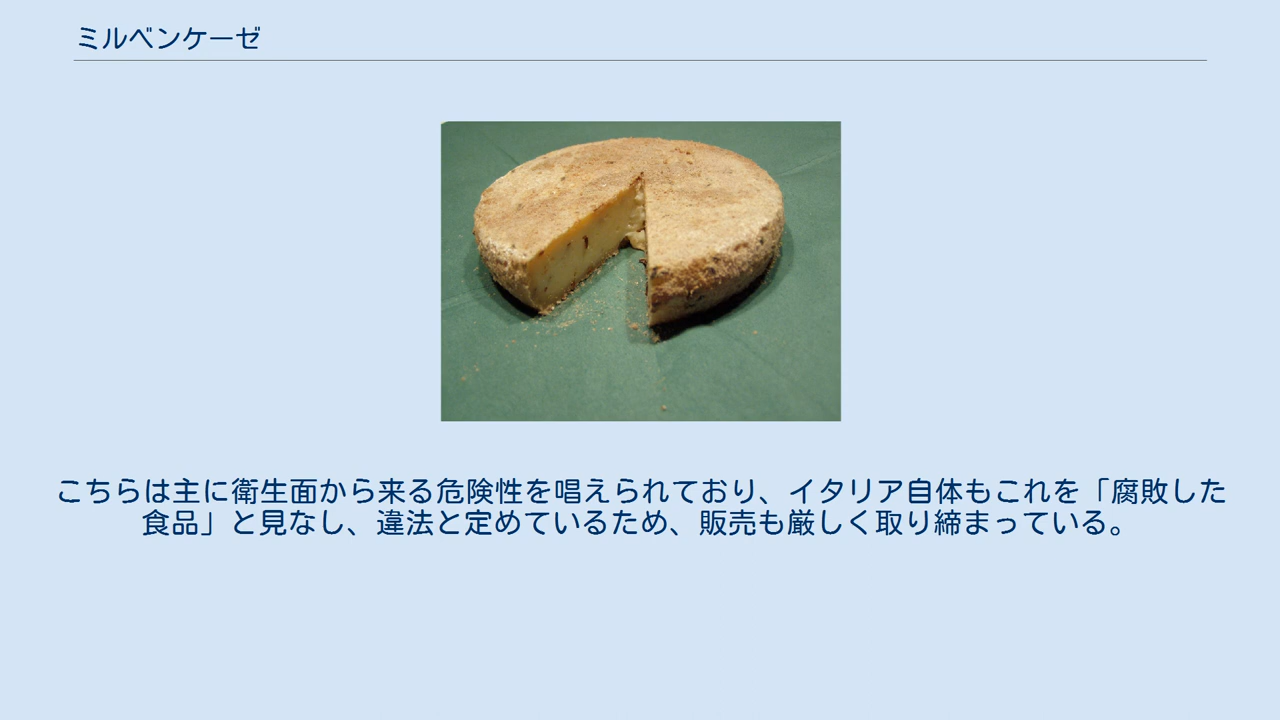 ミルベンケーゼ
こちらは主に衛生面から来る危険性を唱えられており、イタリア自体もこれを「腐敗した
食品」と見なし、違法と定めているため、販売も厳しく取り締まっている。